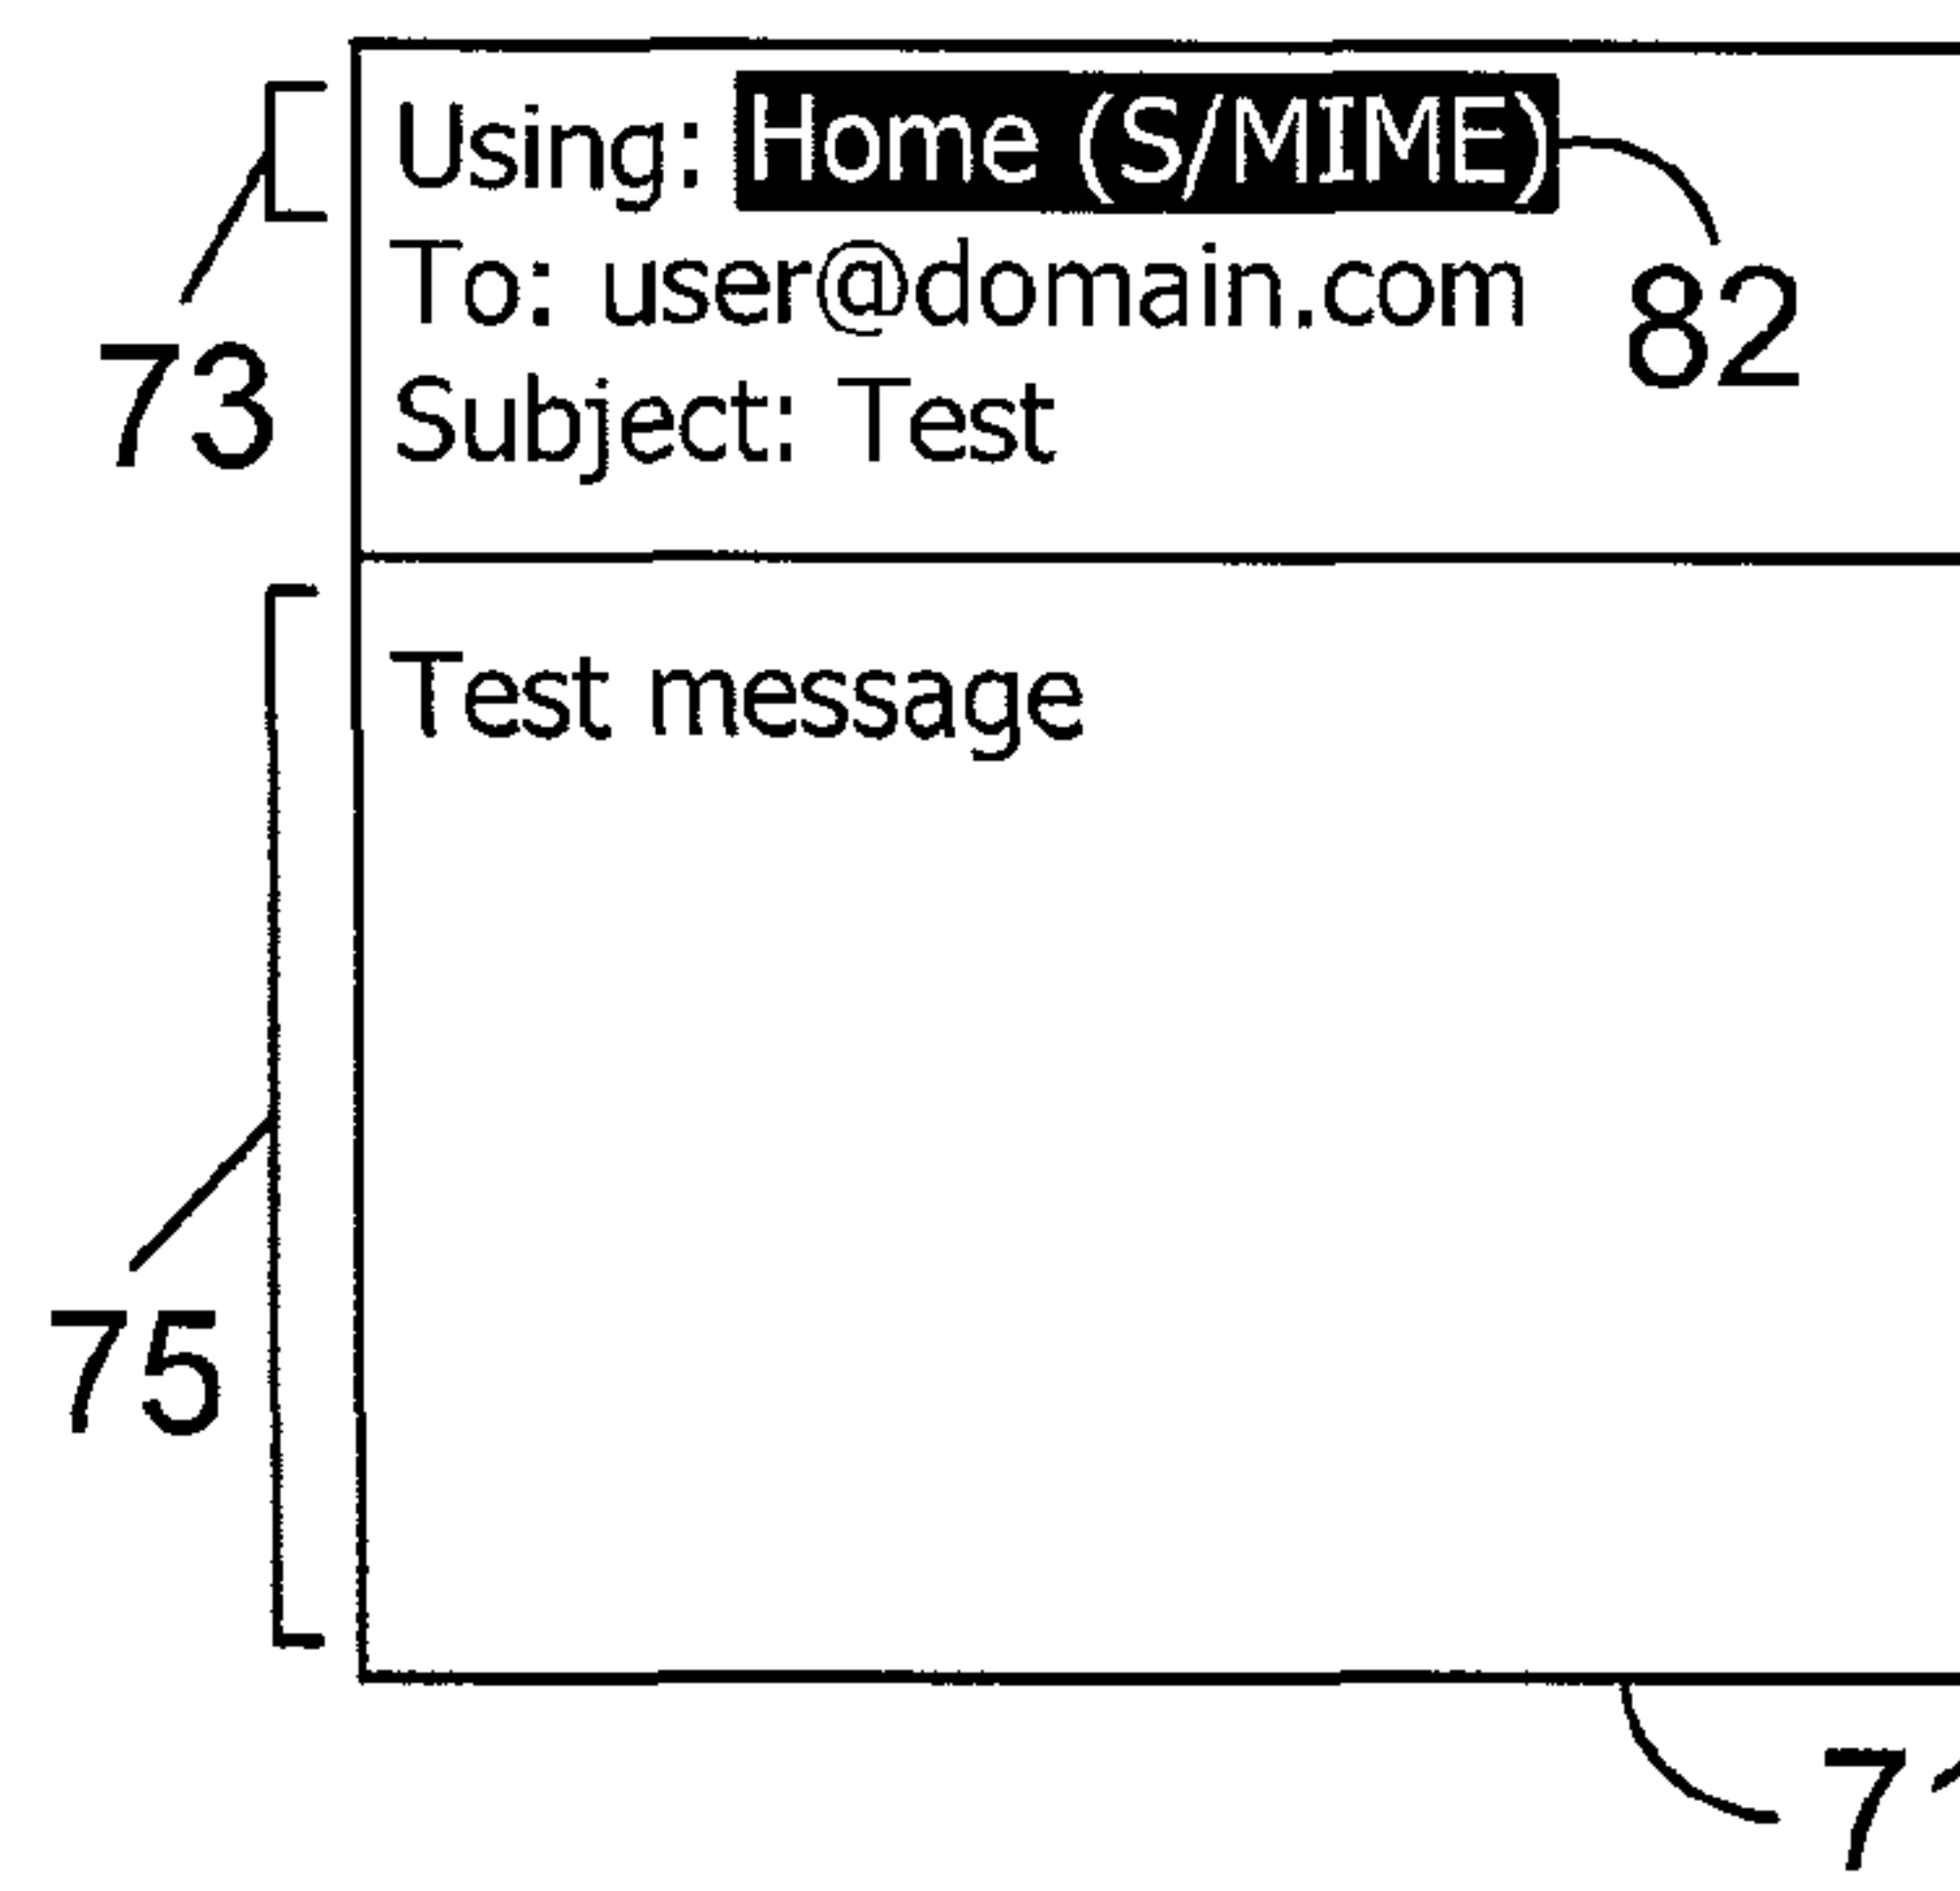 Using: Home (S/MIME)
To: user@domain.com
82
73
Subject: Test
Test message
75